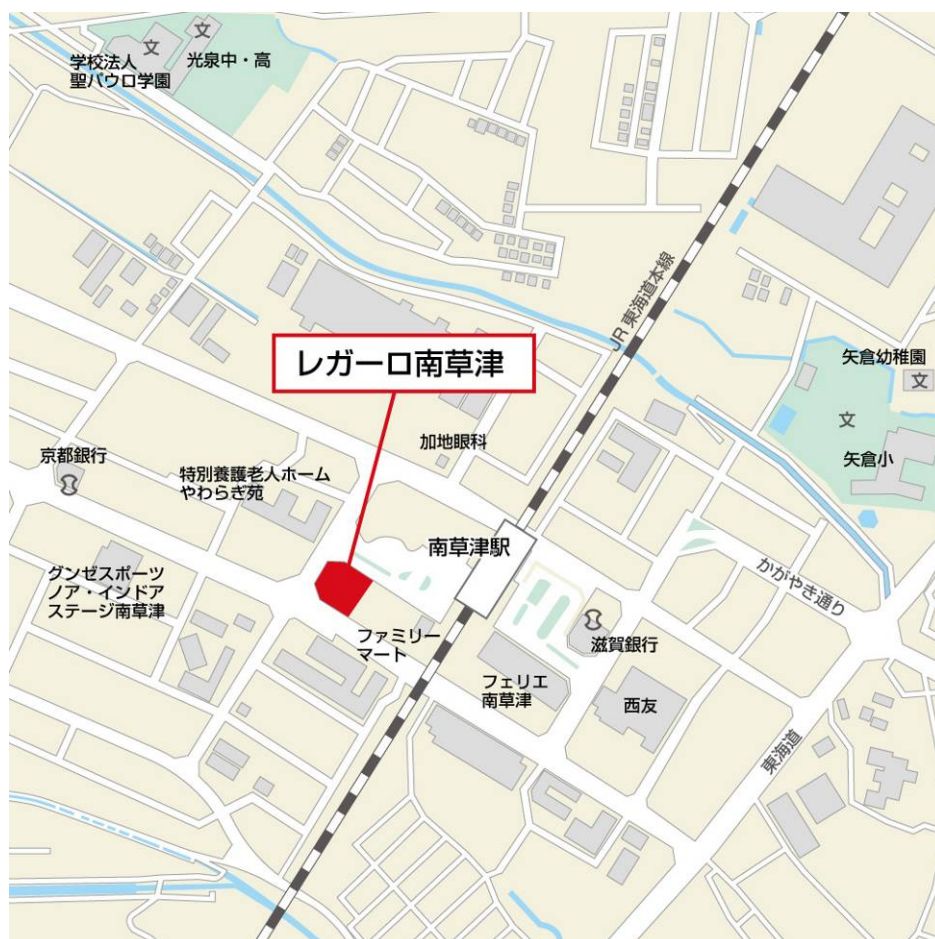 文
文
学校法人
聖パウロ学園
光泉中・高
JR 東海道本線
レガーロ南草津
矢倉幼稚園
文
文
加地眼科
京都銀行
矢倉小
特別養護老人ホーム
やわらぎ苑
南草津駅
かがやき通り
グンゼスポーツ
ノア・インドア
ステージ南草津
ファミリー
マート
滋賀銀行
フェリエ
南草津
西友
東海道